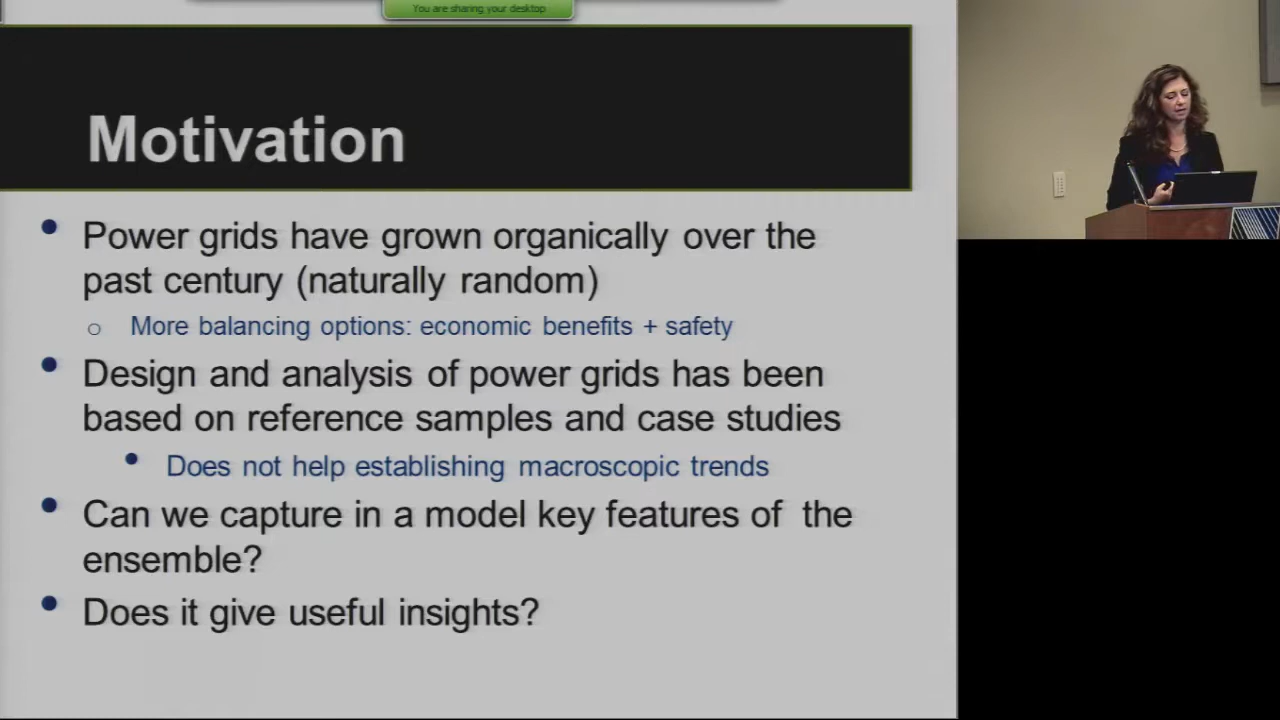 You are sharing your desktop
Motivation
• Power grids have grown organically over the
past century (naturally random)
o More balancing options: economic benefits + safety
• Design and analysis of power grids has been
based on reference samples and case studies
• Does not help establishing macroscopic trends
• Can we capture in a model key features of the
ensemble?
• Does it give useful insights?